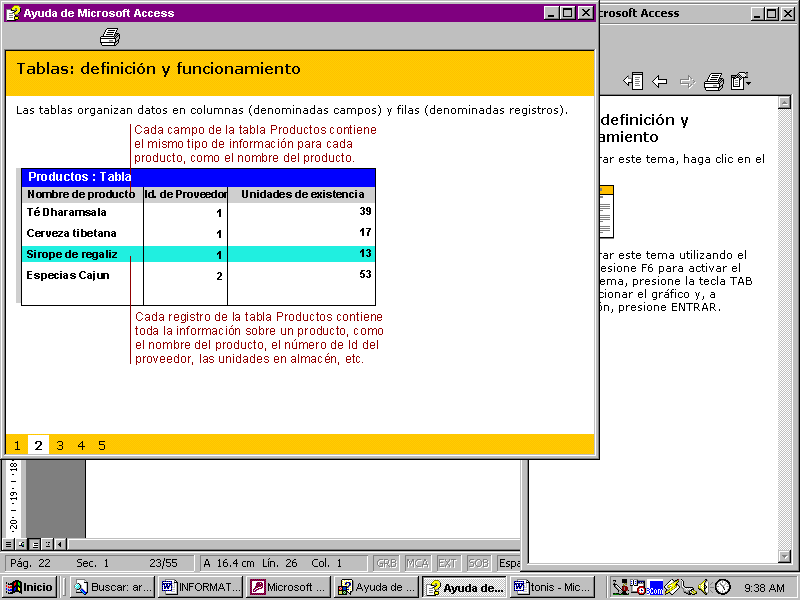 Ayuda de Microsoft Access
crosoft Access
Tablas: definición y funcionamiento
Las tablas organizan datos en columnas (denominadas campos) y filas (denominadas registros).
Cada campo de la tabla Productos contiene
el mismo tipo de información para cada
producto, como el nombre del producto.
Productos : Tabla
Nombre de producto Id. de Proveedor Unidades de existencia
Té Dharamsala 1 39
Cerveza tibetana 1 17
Sirope de regaliz 1 13
Especias Cajun 2 53
Cada registro de la tabla Productos contiene
toda la información sobre un producto, como
el nombre del producto, el número de Id del
proveedor, las unidades en almacén, etc.
1 2 3 4 5
definición y
amiento
rar este tema, haga clic en el
rar este tema utilizando el
esione F6 para activar el
ema, presione la tecla TAB
cionar el gráfico y, a
ón, presione ENTRAR.
·20· ı ·19· ı ·18·
Pág. 22 Sec. 1 23/55 A 16.4 cm Lín. 26 Col. 1 GRB MCA EXT SOB Espa
Inicio Buscar: ar... INFORMAT... Microsoft ... Ayuda de ... Ayuda de... tonis - Mic... 9:38 AM